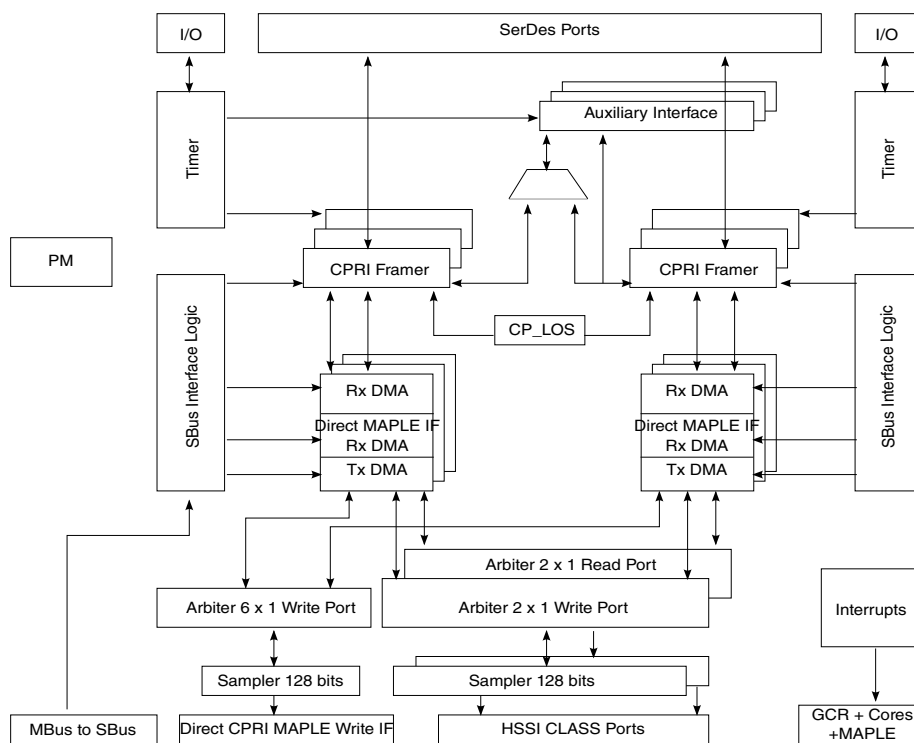 I/O
SerDes Ports
I/O
Auxiliary Interface
Timer
Timer
PM
CPRI Framer
CPRI Framer
CP_LOS
SBus Interface Logic
SBus Interface Logic
Rx DMA
Direct MAPLE IF
Rx DMA
Tx DMA
Rx DMA
Direct MAPLE IF
Rx DMA
Tx DMA
Arbiter 2 x 1 Read Port
Arbiter 6 x 1 Write Port
Arbiter 2 x 1 Write Port
Interrupts
Sampler 128 bits
Sampler 128 bits
MBus to SBus
Direct CPRI MAPLE Write IF
HSSI CLASS Ports
GCR + Cores
+MAPLE